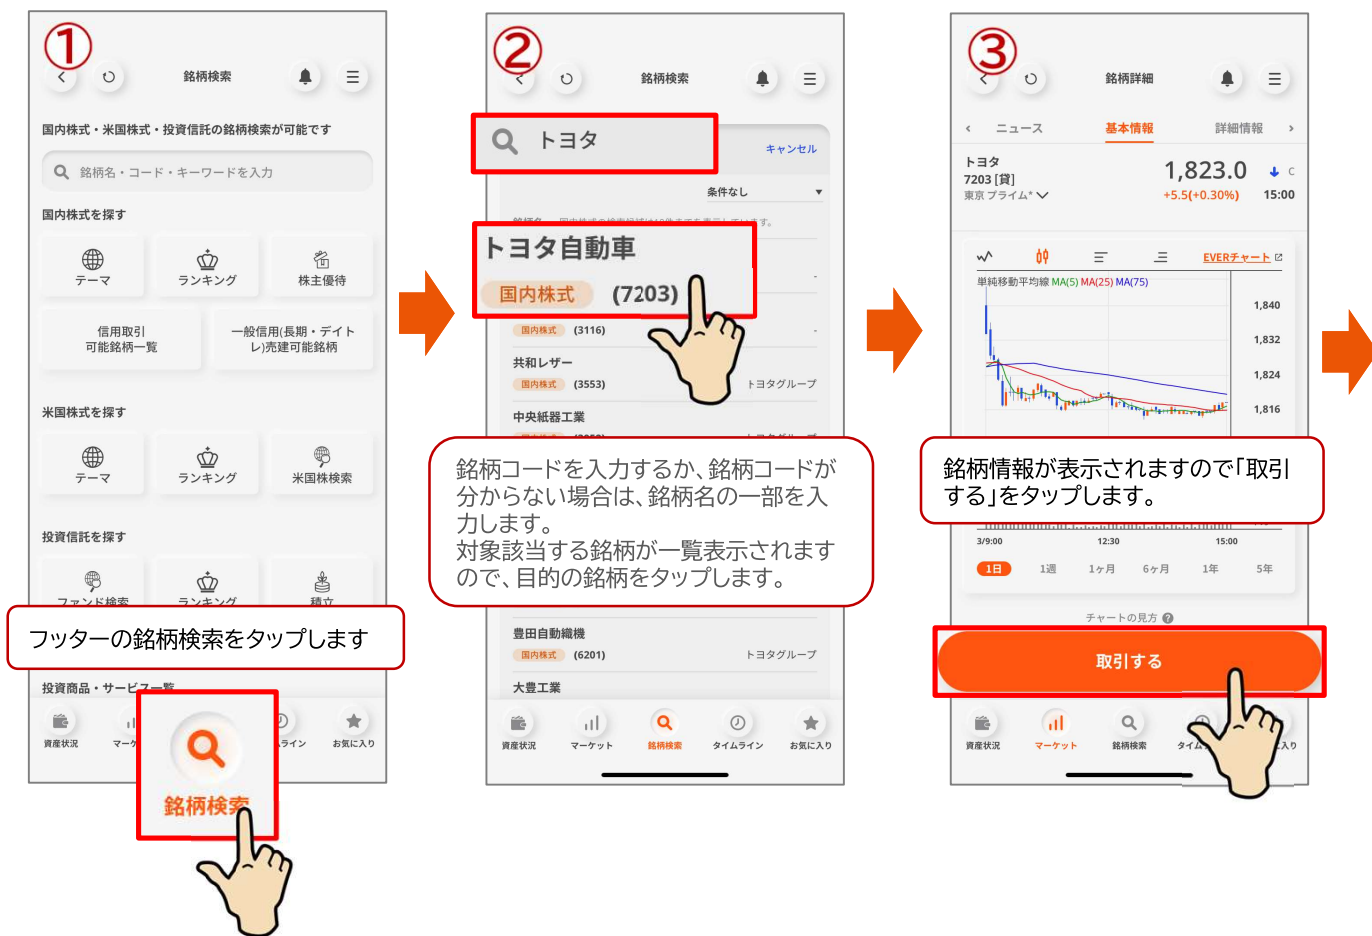 ①
銘柄検索
国内株式・米国株式・投資信託の銘柄検索が可能です
銘柄名・コード・キーワードを入力
国内株式を探す
テーマ
ランキング
株主優待
信用取引
可能銘柄一覧
一般信用(長期・デイト
レ)売建可能銘柄
米国株式を探す
テーマ
ランキング
米国株検索
投資信託を探す
ファンド検索
ランキング
積立
フッターの銘柄検索をタップします
投資商品・サービス一覧
資産状況
お気に入り
銘柄検索
②
銘柄検索
トヨタ
キャンセル
条件なし
トヨタ自動車
国内株式 (7203)
-
国内株式 (3116)
-
共和レザー
国内株式 (3553)
トヨタグループ
中央紙器工業
銘柄コードを入力するか、銘柄コードが
分からない場合は、銘柄名の一部を入
力します。
対象該当する銘柄が一覧表示されます
ので、目的の銘柄をタップします。
豊田自動織機
国内株式 (6201)
トヨタグループ
大豊工業
資産状況
マーケット
銘柄検索
タイムライン
お気に入り
③
銘柄詳細
ニュース
基本情報
詳細情報
トヨタ
7203 [貸]
東京 プライム*
1,823.0
C
+5.5(+0.30%)
15:00
EVERチャート
単純移動平均線 MA(5) MA(25) MA(75)
1,840
1,832
1,824
1,816
銘柄情報が表示されますので「取引
する」をタップします。
3/9:00
12:30
15:00
1日
1週
1ヶ月
6ヶ月
1年
5年
チャートの見方
取引する
資産状況
マーケット
銘柄検索